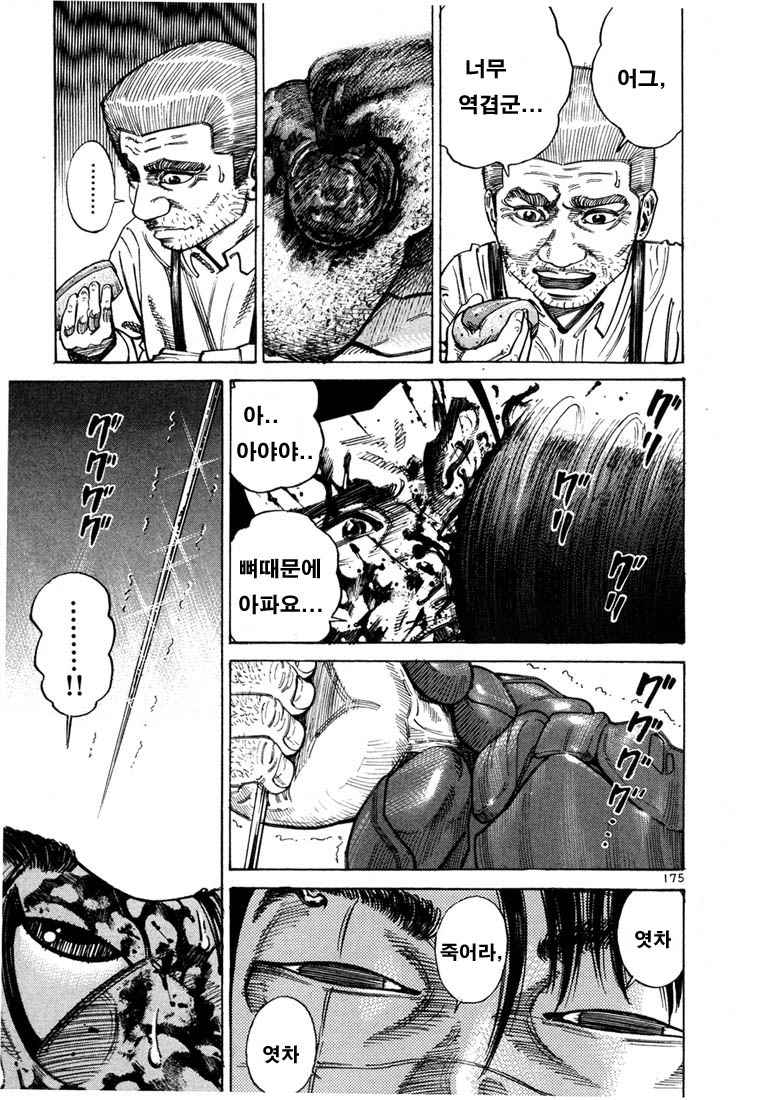 어그,
너무
역겹군...
........
グリ
グリ
グリ
아..
아야야..
뼈때문에
아파요...
グググ...
175
엿차
죽어라,
엿차
ググググ
........!!